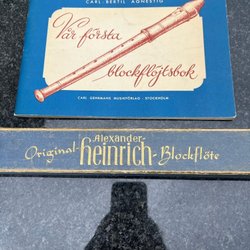 CARL-BERTIL AGNESTIG
Vår första
blockflöjtsbok
CARL GEHRMANS MUSIKFÖRLAG - STOCKHOLM
Alexander-
Original-heinrich-Blockflöte